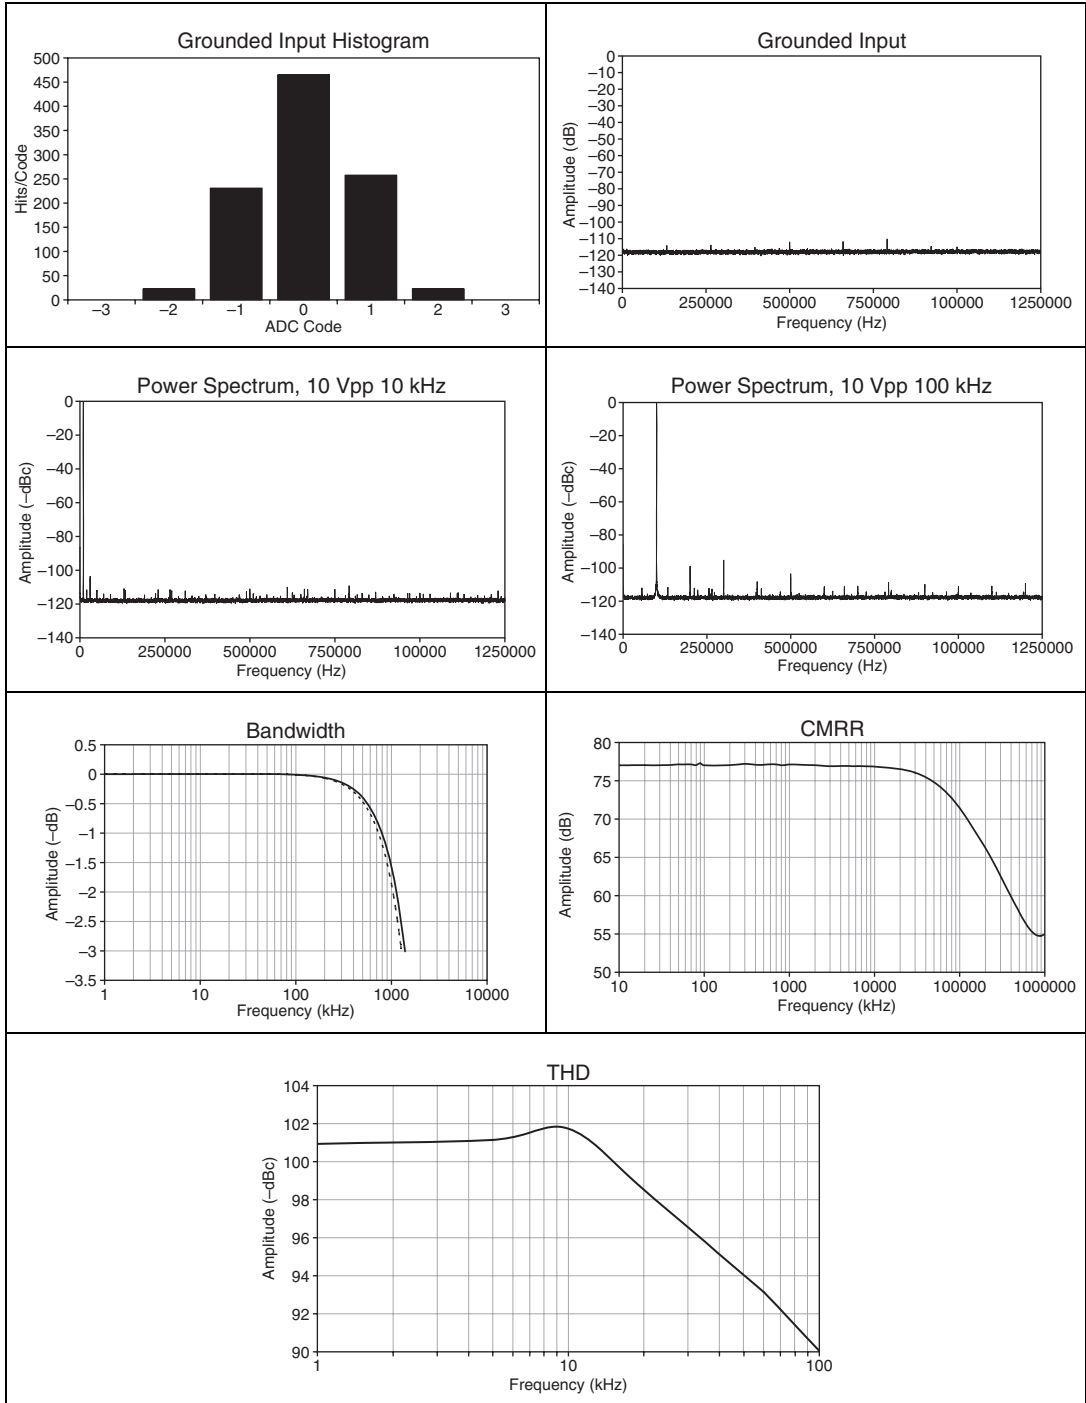 Grounded Input Histogram
500
450
400
350
300
250
200
150
100
50
0
Hits/Code
–3 –2 –1 0 1 2 3
ADC Code
Grounded Input
0
–10
–20
–30
–40
–50
–60
–70
–80
–90
–100
–110
–120
–130
–140
Amplitude (dB)
0 250000 500000 750000 100000 1250000
Frequency (Hz)
Power Spectrum, 10 Vpp 10 kHz
0
–20
–40
–60
–80
–100
–120
–140
Amplitude (–dBc)
0 250000 500000 750000 100000 1250000
Frequency (Hz)
Power Spectrum, 10 Vpp 100 kHz
0
–20
–40
–60
–80
–100
–120
–140
Amplitude (–dBc)
0 250000 500000 750000 100000 1250000
Frequency (Hz)
Bandwidth
0.5
0
–0.5
–1
–1.5
–2
–2.5
–3
–3.5
Amplitude (–dB)
1 10 100 1000 10000
Frequency (kHz)
CMRR
80
75
70
65
60
55
50
Amplitude (dB)
10 100 1000 10000 100000 1000000
Frequency (kHz)
THD
104
102
100
98
96
94
92
90
Amplitude (–dBc)
1 10 100
Frequency (kHz)